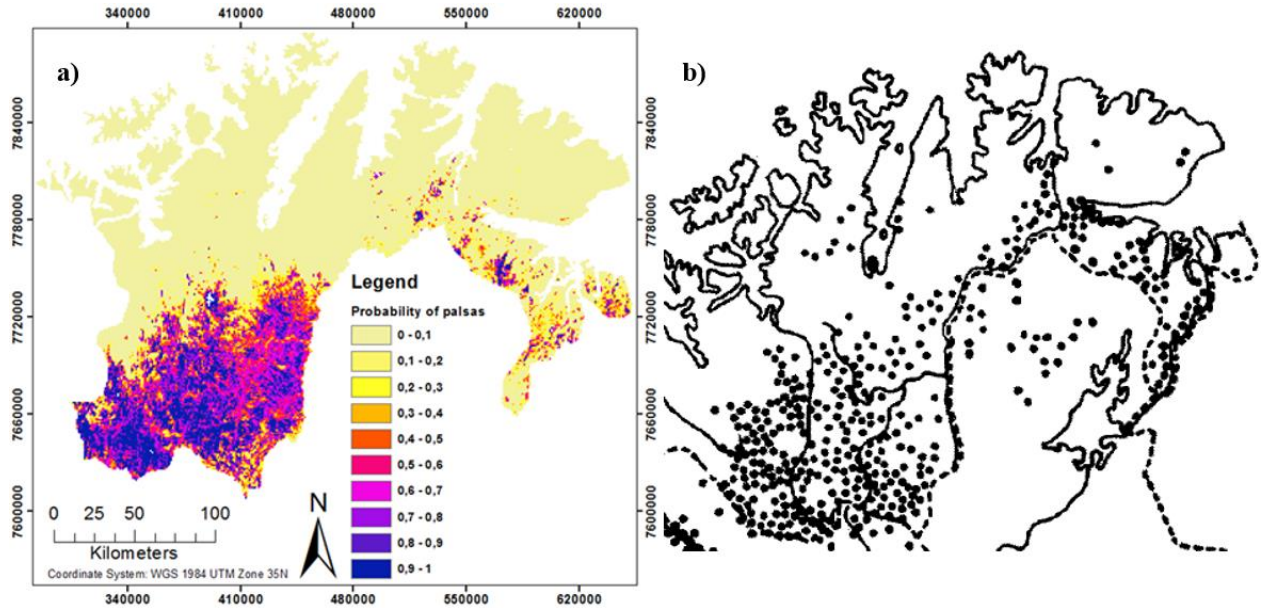 340000 410000 480000 550000 620000
a)
b)
7840000 7840000
7780000 7780000
7720000 7720000
7660000 7660000
7600000 7600000
Legend
Probability of palsas
0 - 0,1
0,1 - 0,2
0,2 - 0,3
0,3 - 0,4
0,4 - 0,5
0,5 - 0,6
0,6 - 0,7
0,7 - 0,8
0,8 - 0,9
0,9 - 1
N
0 25 50 100
Kilometers
Coordinate System: WGS 1984 UTM Zone 35N
340000 410000 480000 550000 620000